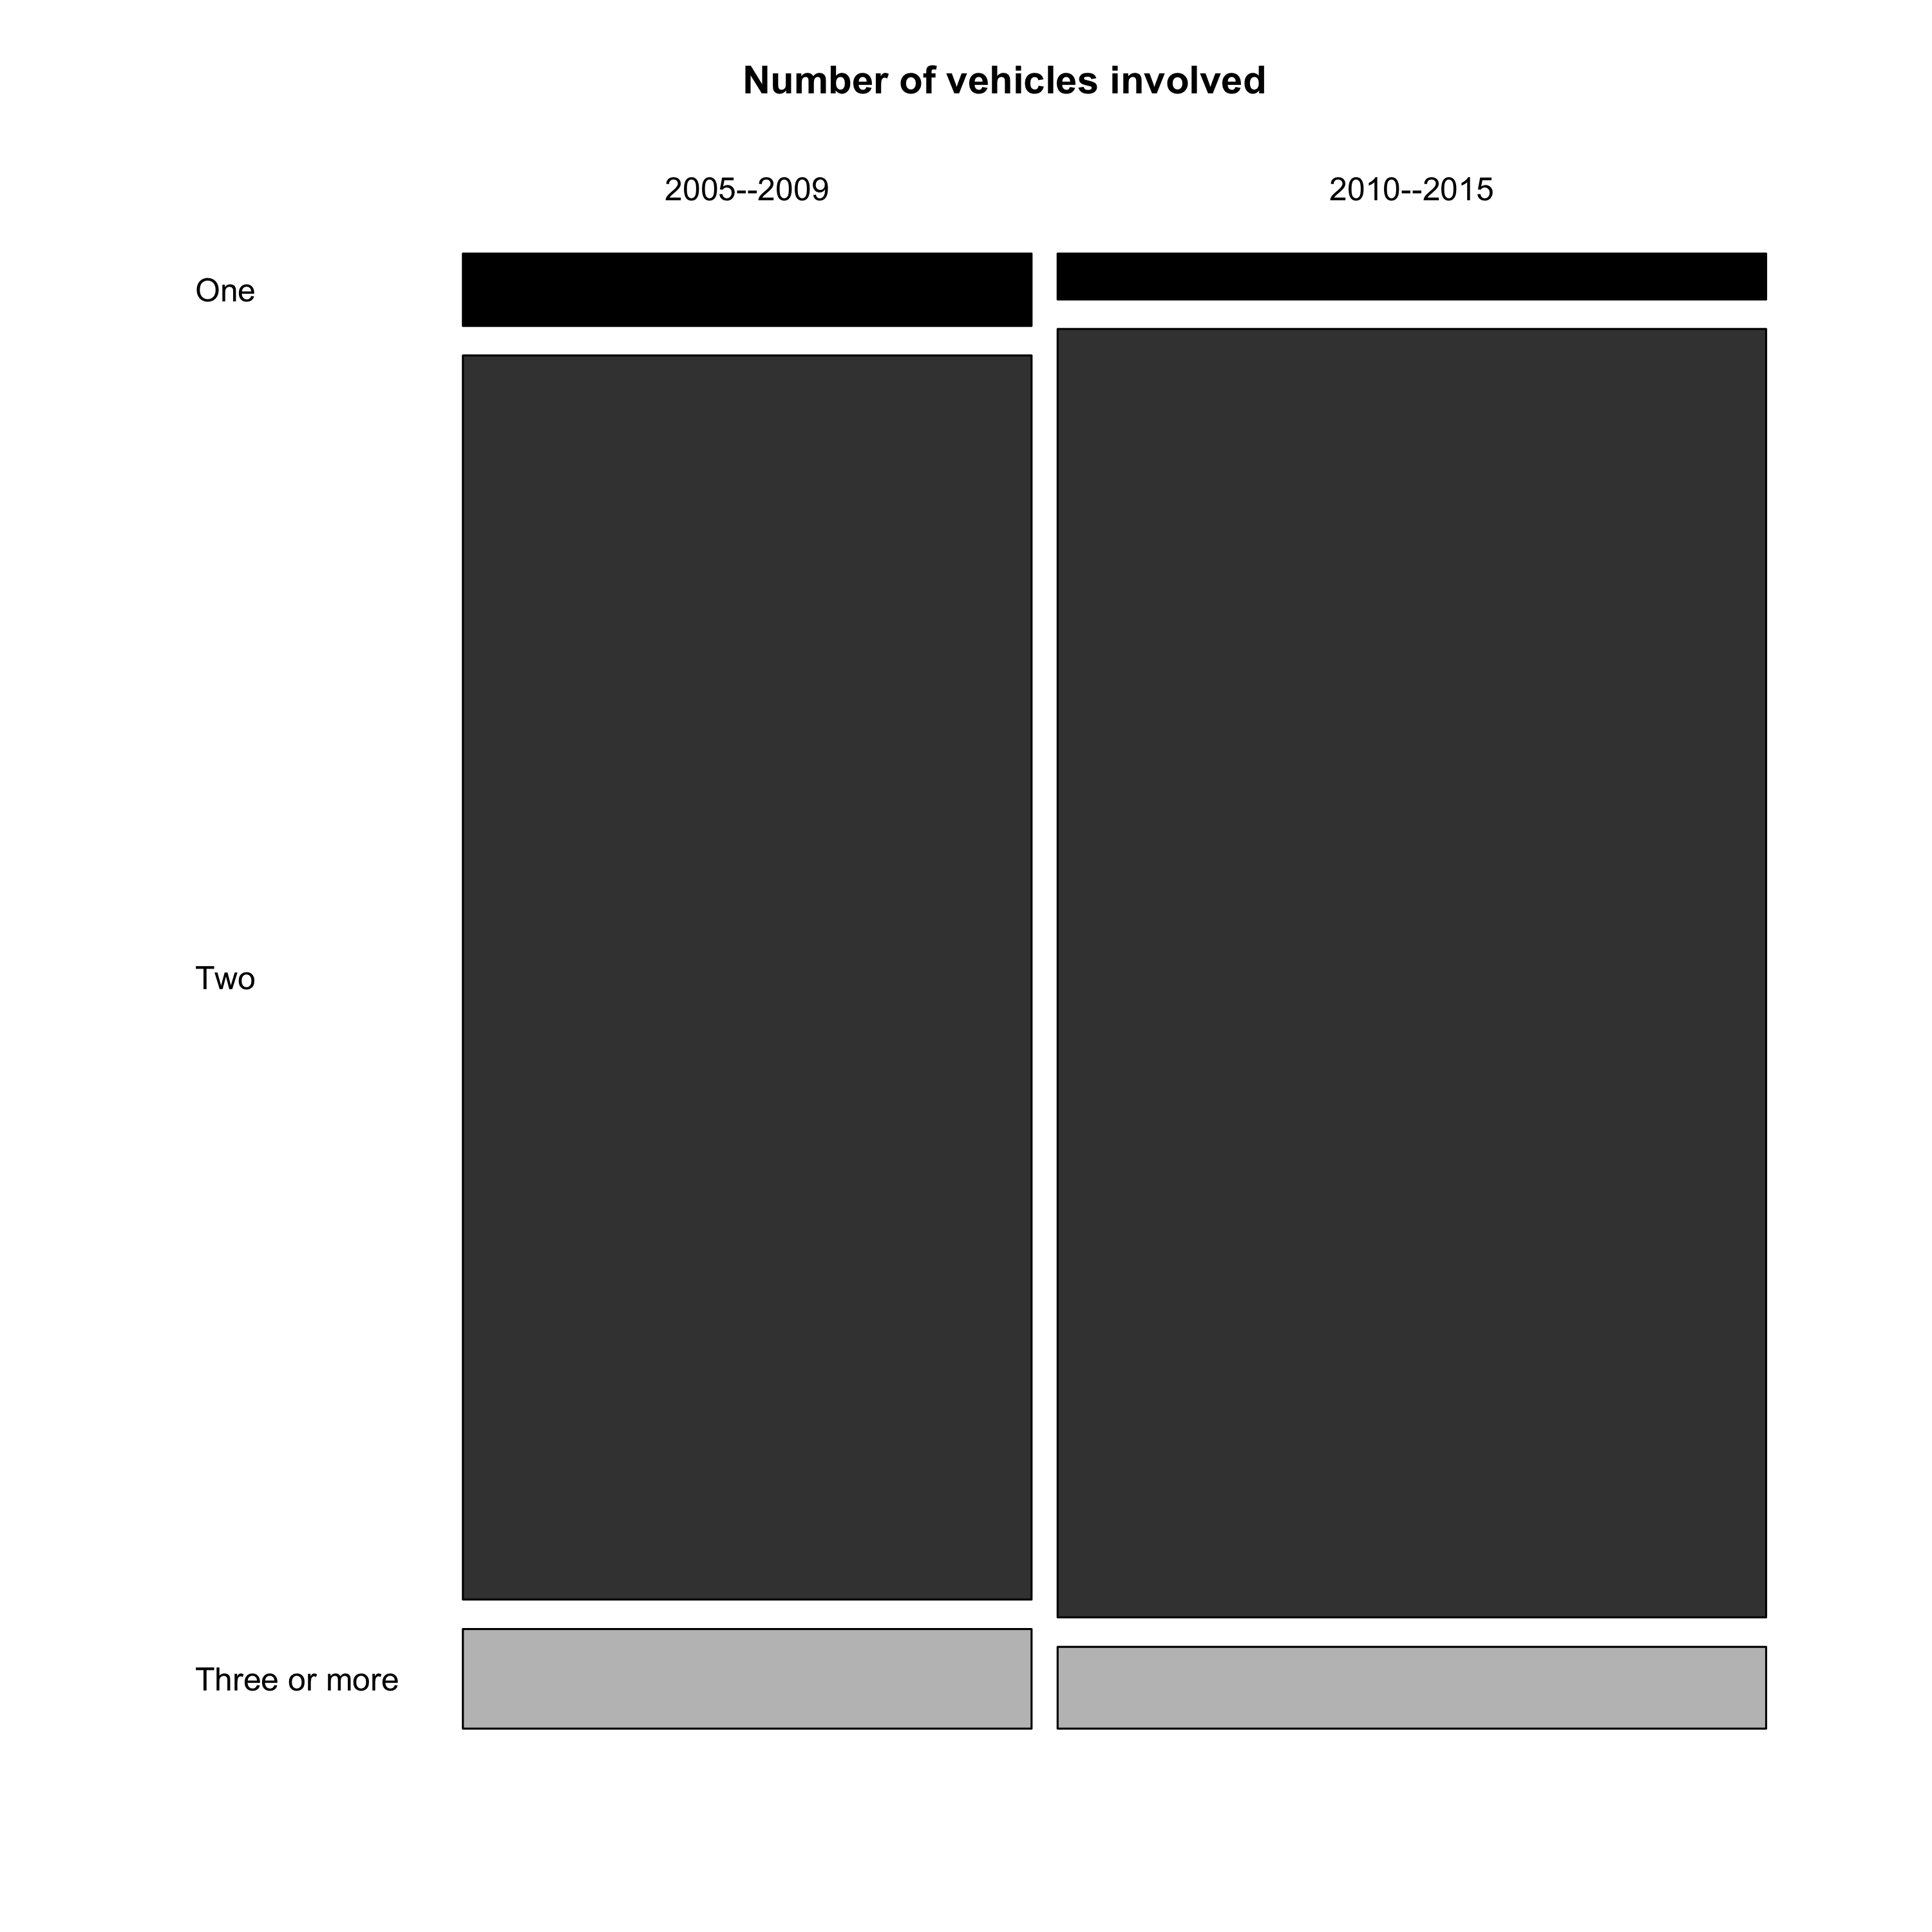 Number of vehicles involved
2005--2009 2010--2015
One
Two
Three or more